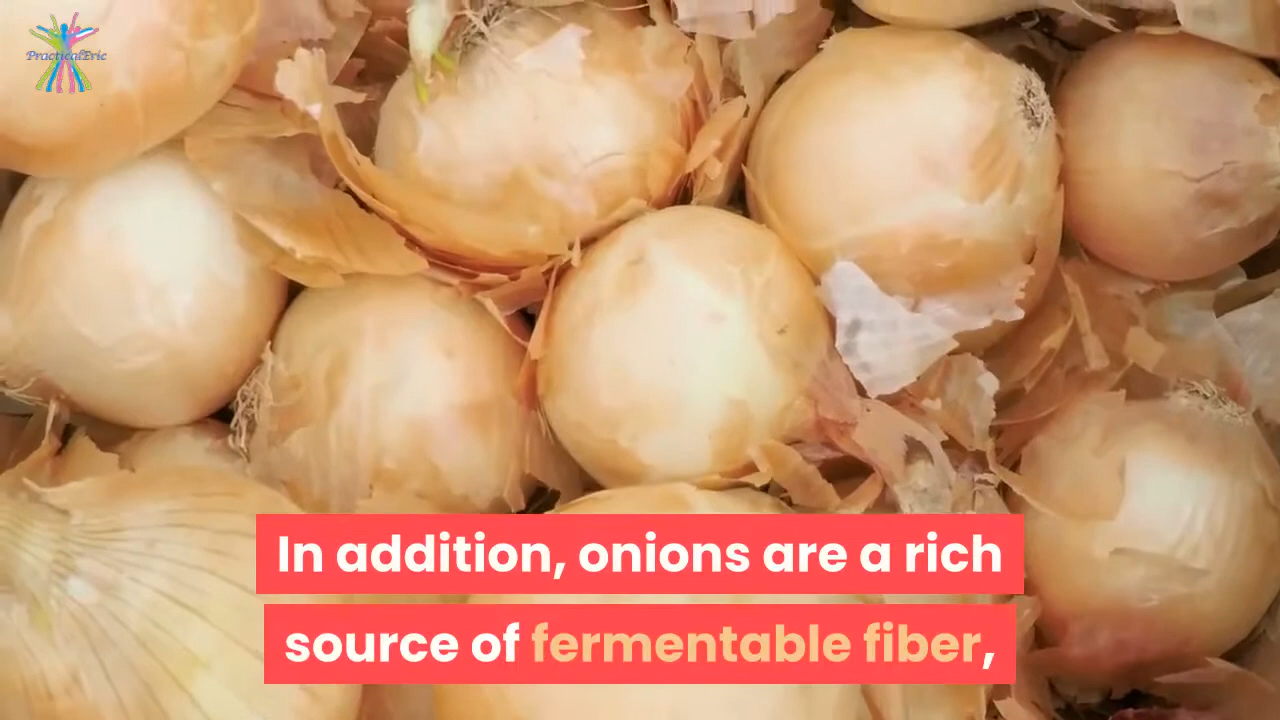 PracticalEric
In addition, onions are a rich
source of fermentable fiber,